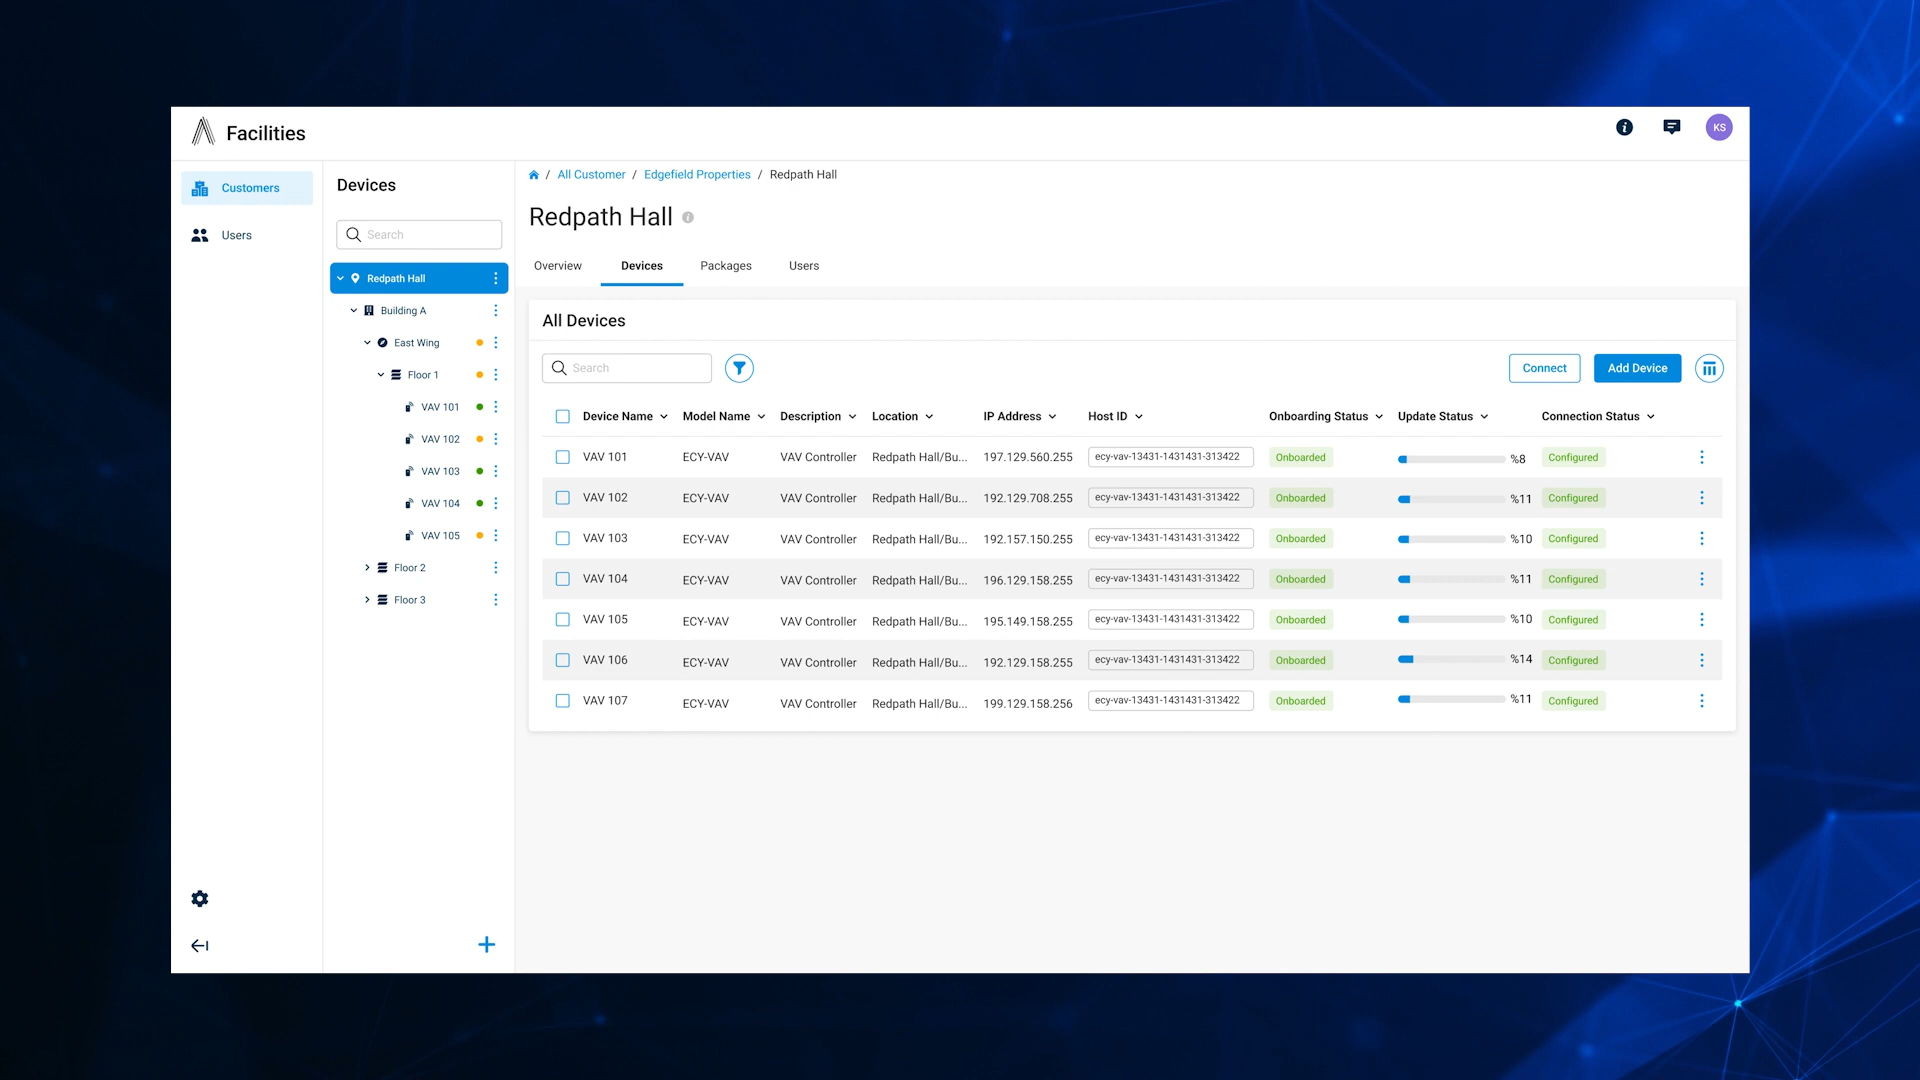 Facilities
KS
Customers
Users
Devices
Search
Redpath Hall
Building A
East Wing
Floor 1
VAV 101
VAV 102
VAV 103
VAV 104
VAV 105
Floor 2
Floor 3
/ All Customer / Edgefield Properties / Redpath Hall
Redpath Hall
Overview Devices Packages Users
All Devices
Search
Connect Add Device
Device Name Model Name Description Location IP Address Host ID Onboarding Status Update Status Connection Status
VAV 101 ECY-VAV VAV Controller Redpath Hall/Bu... 197.129.560.255 ecy-vav-13431-1431431-313422 Onboarded %8 Configured
VAV 102 ECY-VAV VAV Controller Redpath Hall/Bu... 192.129.708.255 ecy-vav-13431-1431431-313422 Onboarded %11 Configured
VAV 103 ECY-VAV VAV Controller Redpath Hall/Bu... 192.157.150.255 ecy-vav-13431-1431431-313422 Onboarded %10 Configured
VAV 104 ECY-VAV VAV Controller Redpath Hall/Bu... 196.129.158.255 ecy-vav-13431-1431431-313422 Onboarded %11 Configured
VAV 105 ECY-VAV VAV Controller Redpath Hall/Bu... 195.149.158.255 ecy-vav-13431-1431431-313422 Onboarded %10 Configured
VAV 106 ECY-VAV VAV Controller Redpath Hall/Bu... 192.129.158.255 ecy-vav-13431-1431431-313422 Onboarded %14 Configured
VAV 107 ECY-VAV VAV Controller Redpath Hall/Bu... 199.129.158.256 ecy-vav-13431-1431431-313422 Onboarded %11 Configured